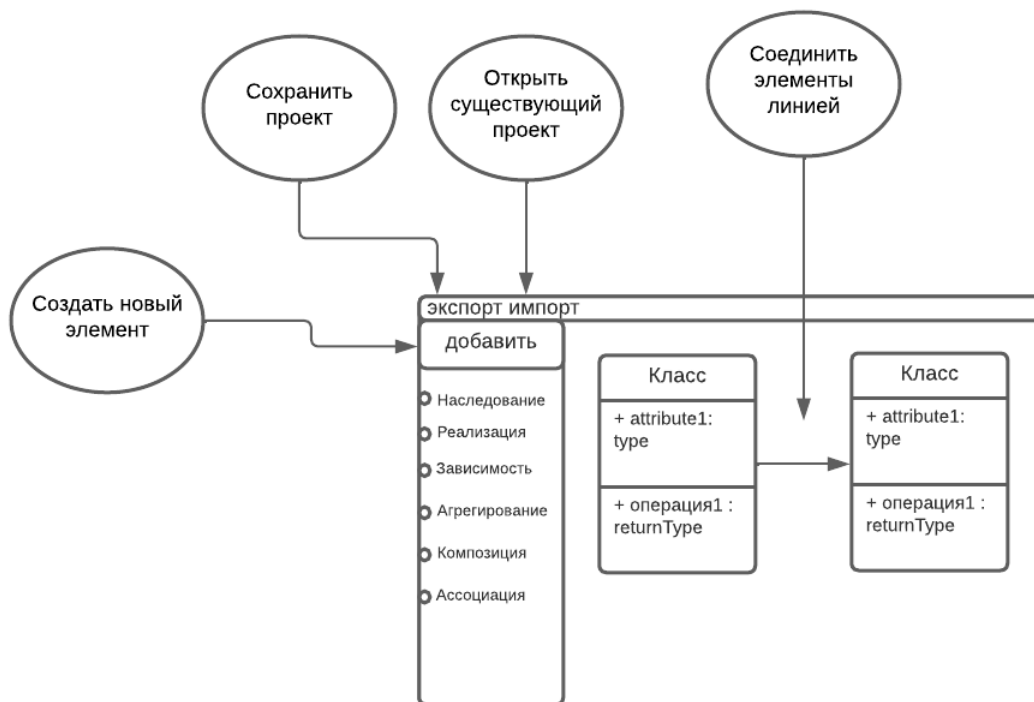 Сохранить
проект
Открыть
существующий
проект
Соединить
элементы
линией
Создать новый
элемент
экспорт импорт
добавить
Наследование
Реализация
Зависимость
Агрегирование
Композиция
Ассоциация
Класс
+ attribute1:
type
+ операция1 :
returnType
Класс
+ attribute1:
type
+ операция1 :
returnType